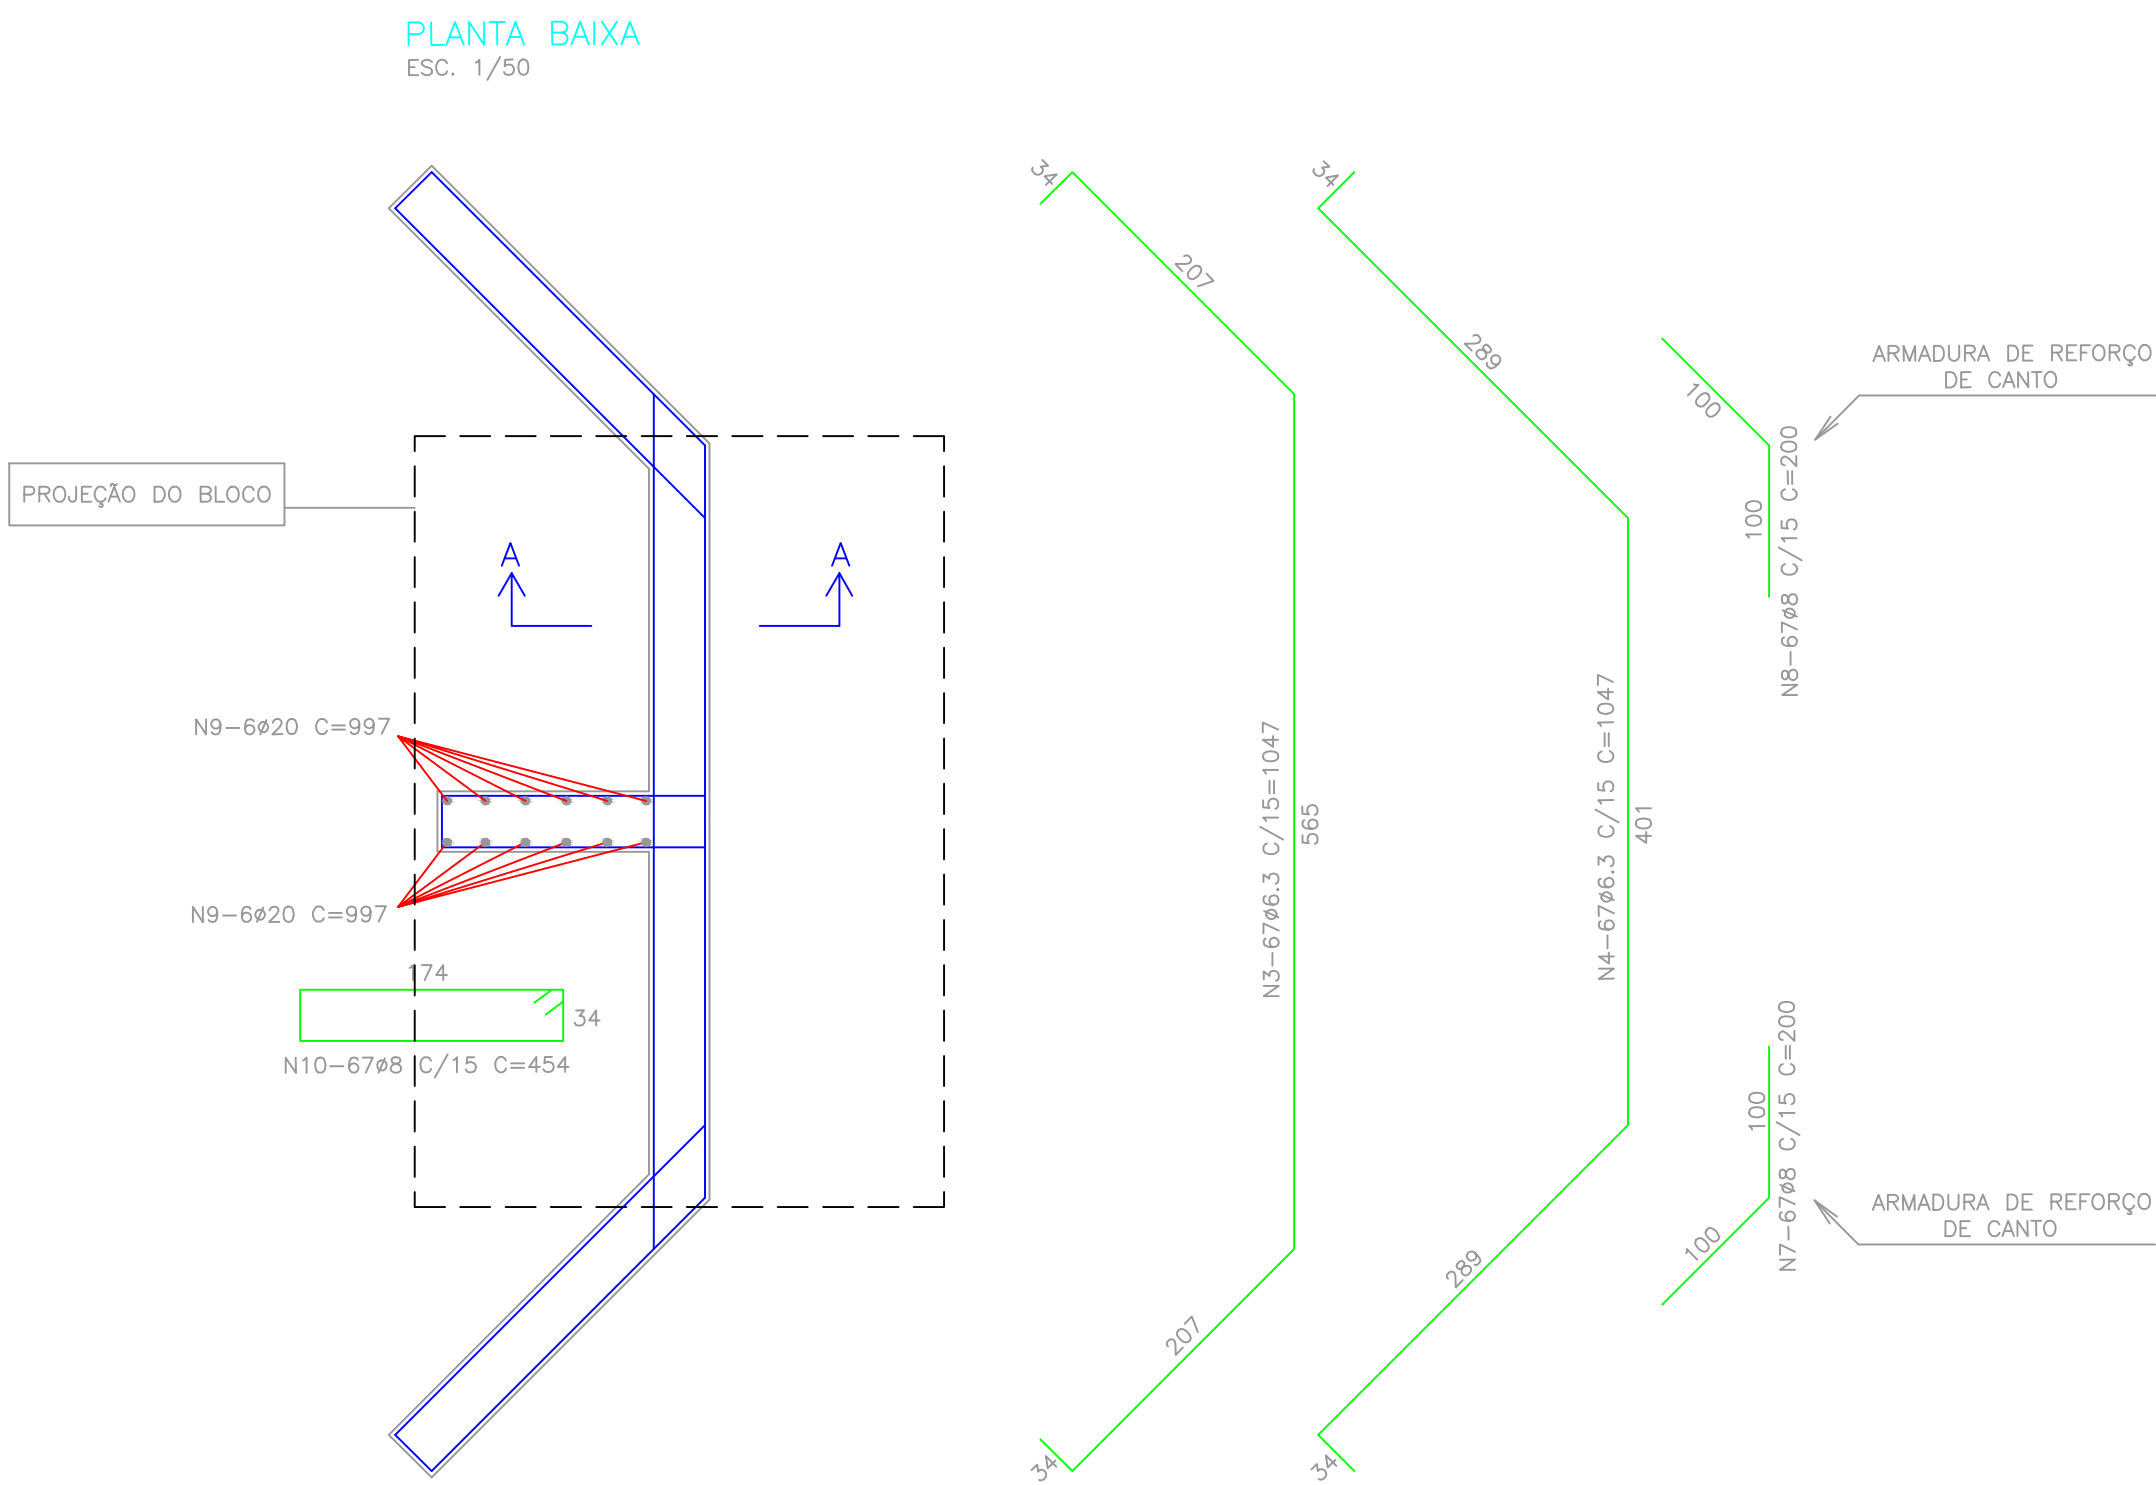 PLANTA BAIXA
ESC. 1/50
34
207
34
289
100
ARMADURA DE REFORÇO
DE CANTO
PROJEÇÃO DO BLOCO
A
A
100
N8-67ø8 C/15 C=200
N9-6ø20 C=997
N9-6ø20 C=997
N3-67ø6.3 C/15=1047
565
N4-67ø6.3 C/15 C=1047
401
174
34
N10-67ø8 C/15 C=454
100
N7-67ø8 C/15 C=200
ARMADURA DE REFORÇO
DE CANTO
100
289
207
34
34